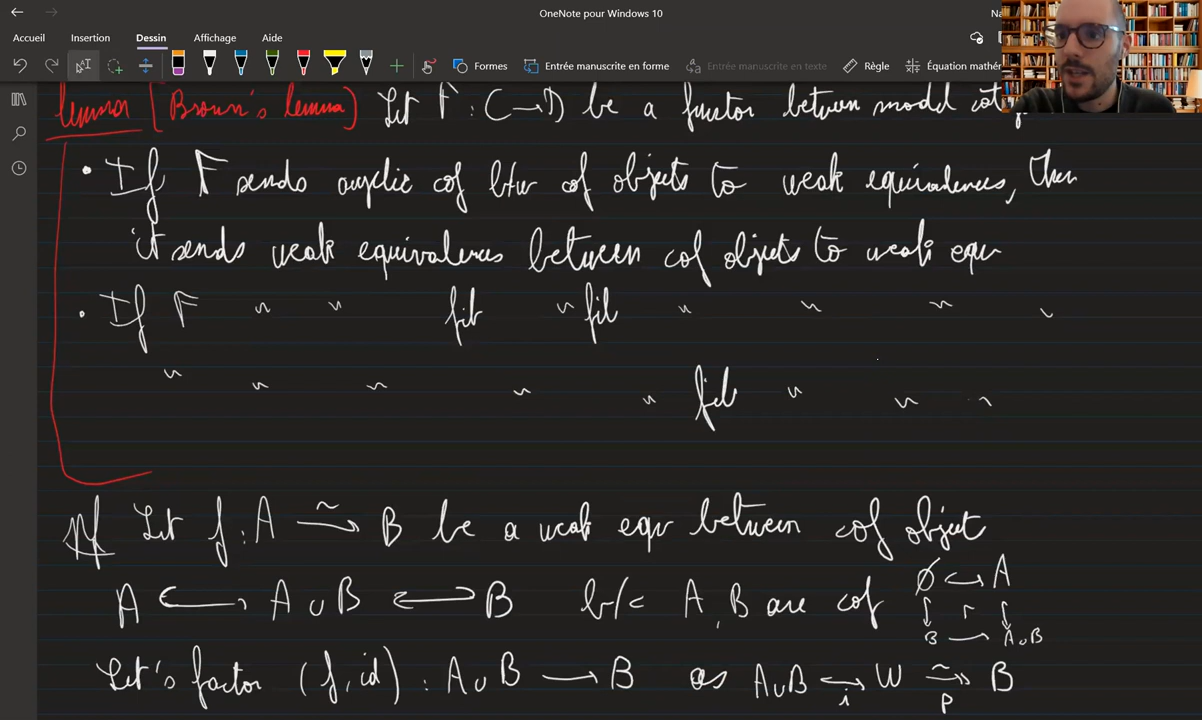 OneNote pour Windows 10
Accueil Insertion Dessin Affichage Aide
Formes Entrée manuscrite en forme Entrée manuscrite en texte Règle Équation mathé
lemma [Brown's lemma) Let F : C → D be a functor between model cat
• If F sends acyclic cof btw cof objects to weak equivalences, then
it sends weak equivalences between cof objects to weak equ
• If F " " fib " fib " " " "
" " " " " fib " " "
Pf Let f : A ⥲ B be a weak equ between cof object
A ↪ A ∪ B ↩ B b/c A, B are cof ∅ ↪ A
B → A ∪ B
Let's factor (f, id) : A ∪ B → B as A ∪ B ↪ W ↠ B
i ~ p